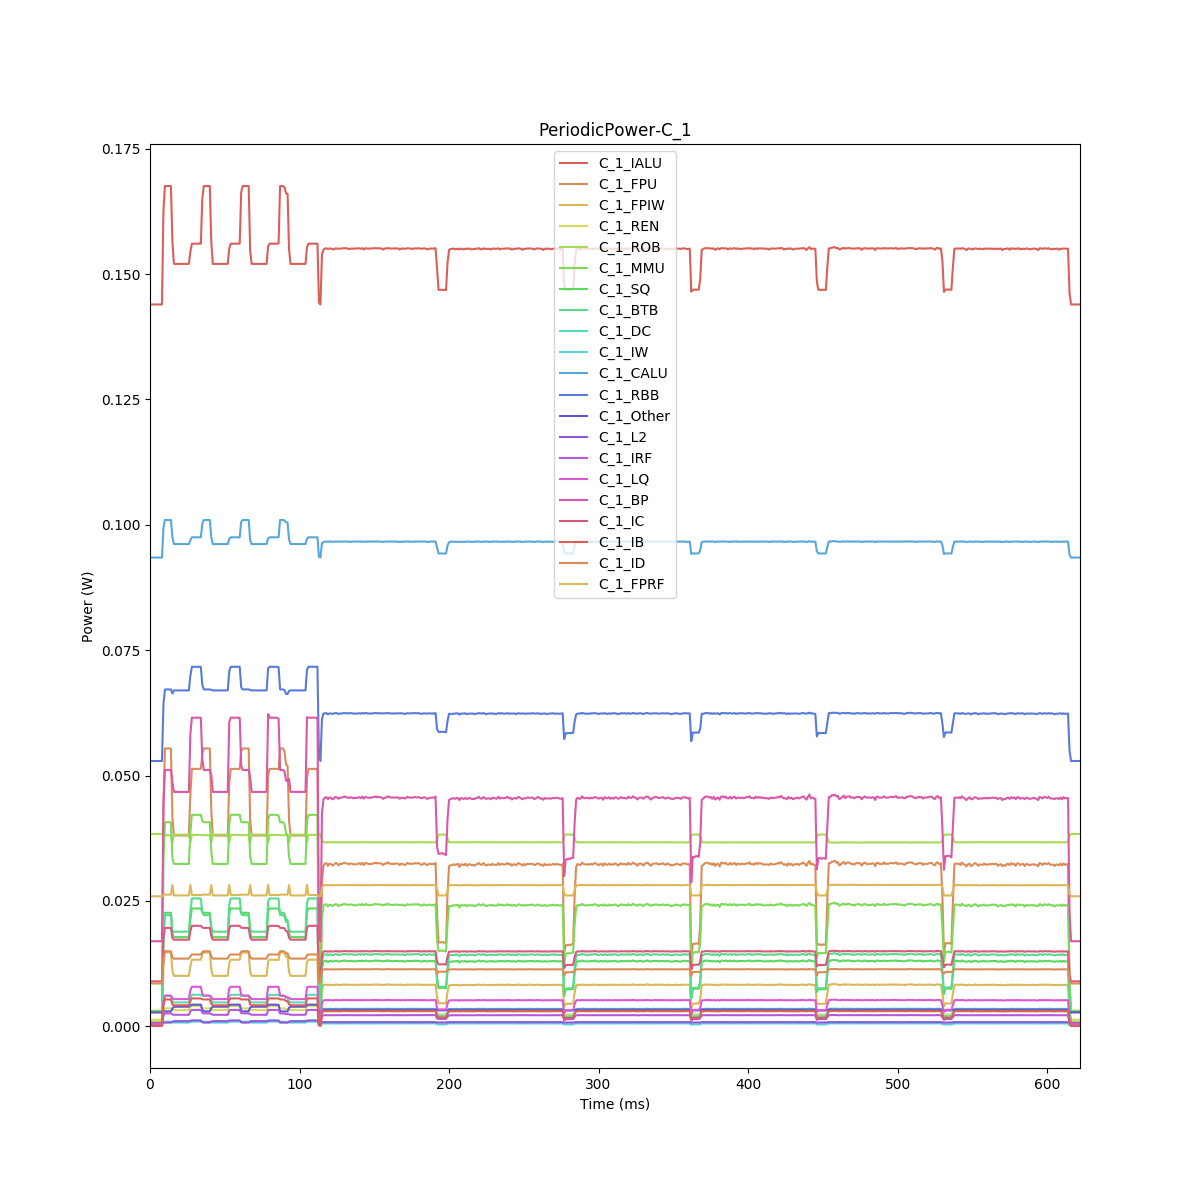 PeriodicPower-C_1
0.175
0.150
0.125
0.100
0.075
0.050
0.025
0.000
Power (W)
C_1_IALU
C_1_FPU
C_1_FPIW
C_1_REN
C_1_ROB
C_1_MMU
C_1_SQ
C_1_BTB
C_1_DC
C_1_IW
C_1_CALU
C_1_RBB
C_1_Other
C_1_L2
C_1_IRF
C_1_LQ
C_1_BP
C_1_IC
C_1_IB
C_1_ID
C_1_FPRF
0 100 200 300 400 500 600
Time (ms)